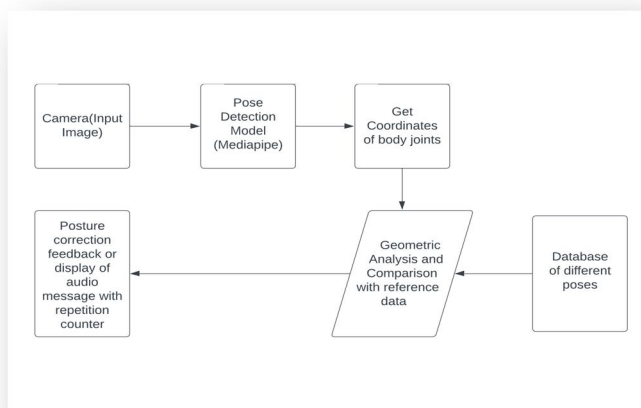 Camera(Input
Image)
Pose
Detection
Model
(Mediapipe)
Get
Coordinates
of body joints
Posture
correction
feedback or
display of
audio
message with
repetition
counter
Geometric
Analysis and
Comparison
with reference
data
Database
of different
poses